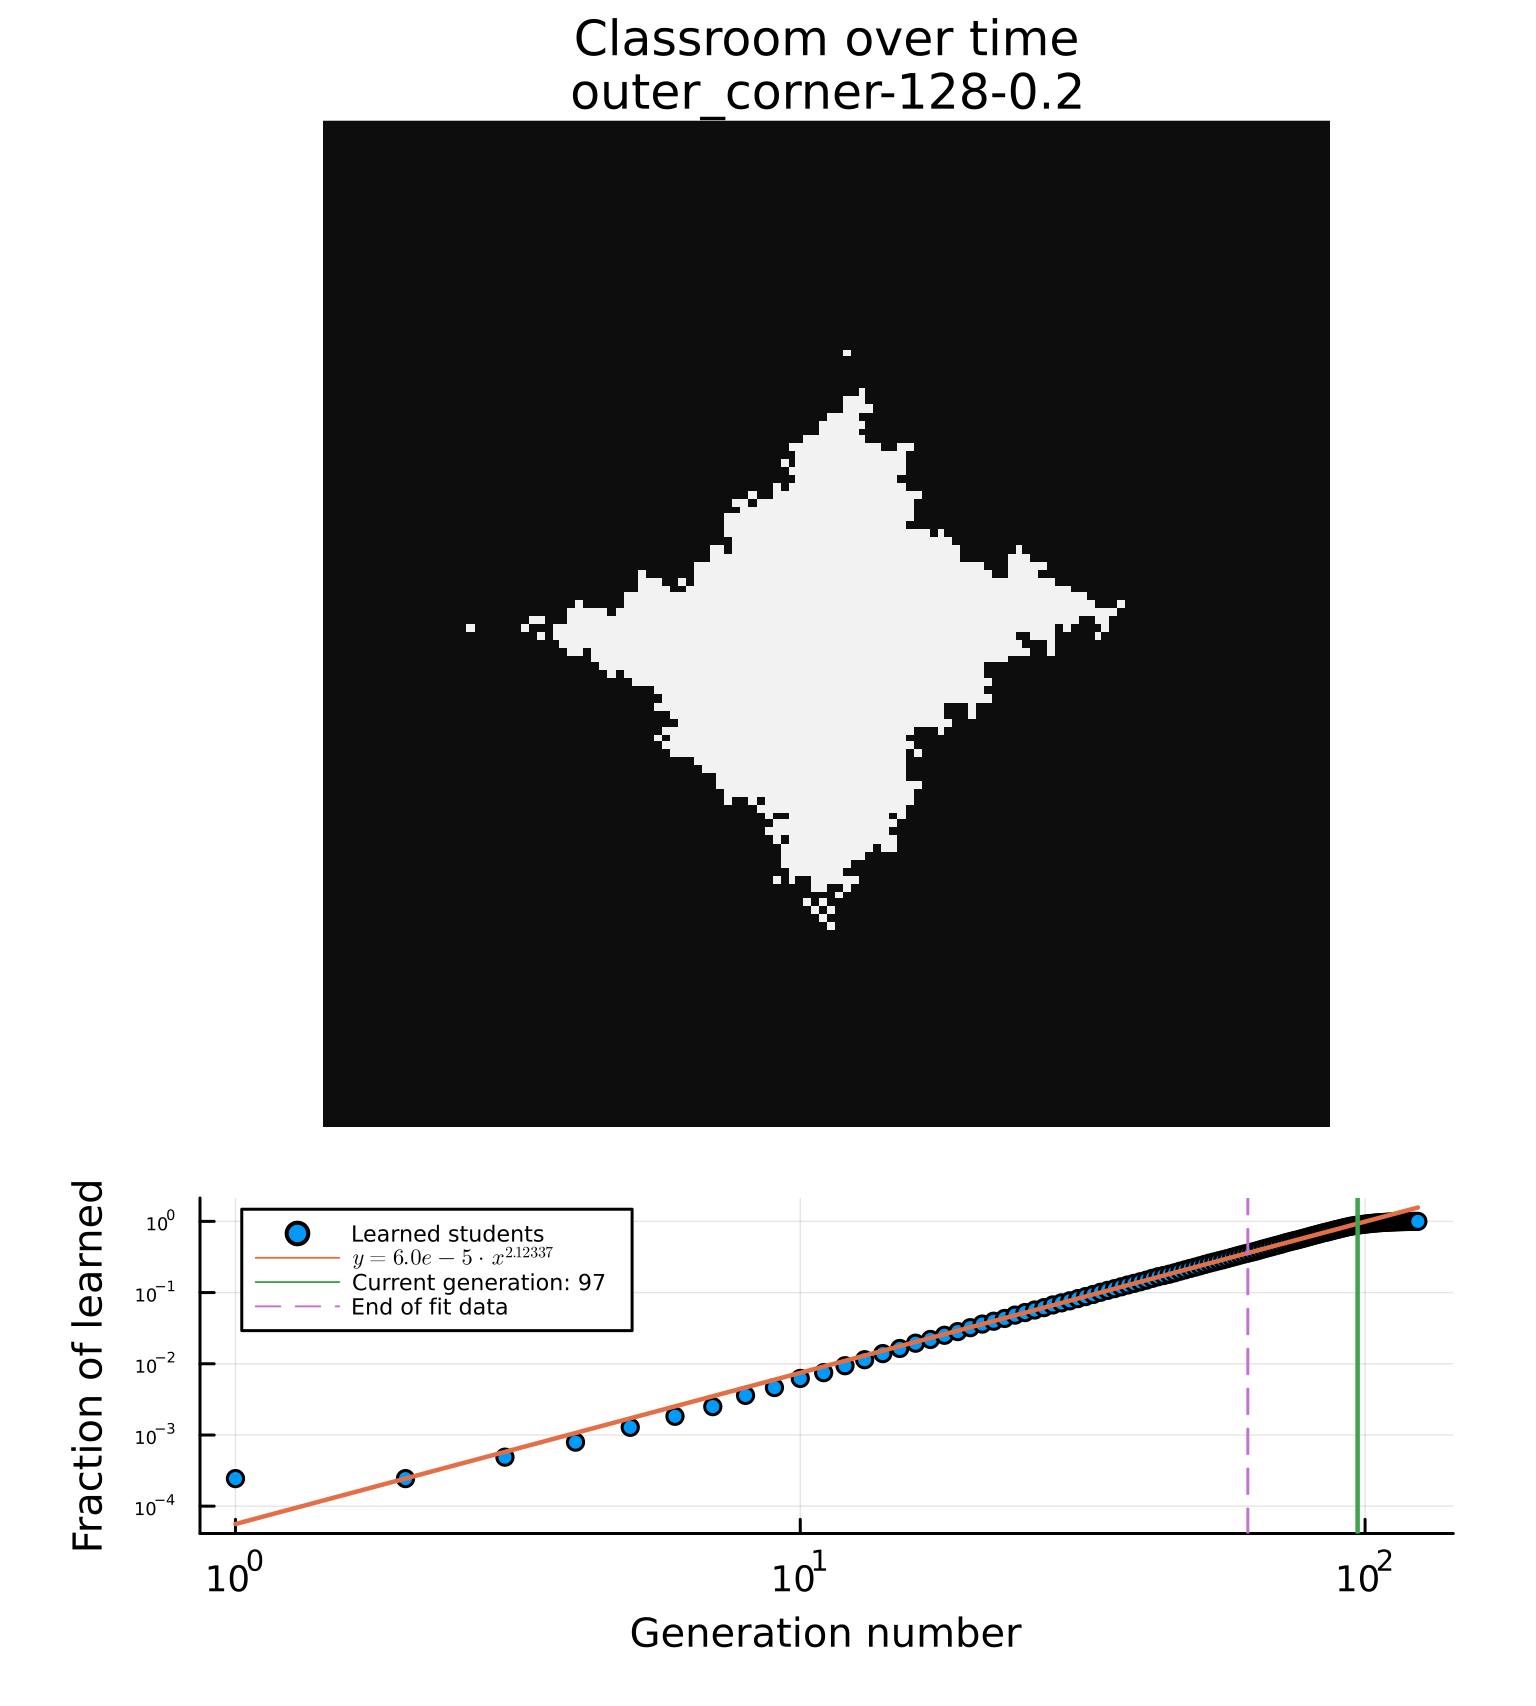 Classroom over time
outer_corner-128-0.2
Fraction of learned
10^0
10^-1
10^-2
10^-3
10^-4
Learned students
y = 6.0e − 5 · x^2.12337
Current generation: 97
End of fit data
10^0 10^1 10^2
Generation number